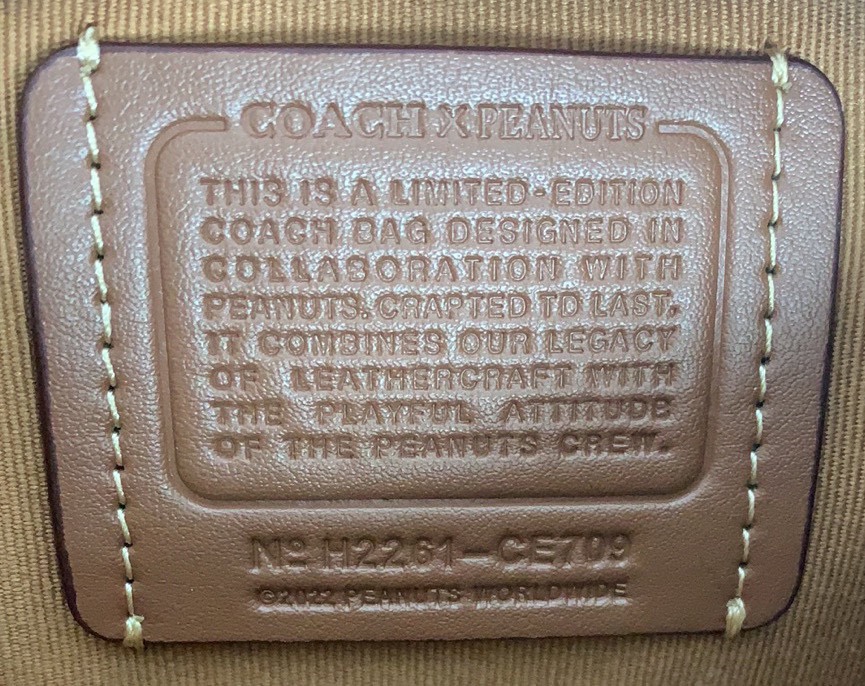 COACH X PEANUTS
THIS IS A LIMITED-EDITION
COACH BAG DESIGNED IN
COLLABORATION WITH
PEANUTS. CRAFTED TO LAST,
IT COMBINES OUR LEGACY
OF LEATHERCRAFT WITH
THE PLAYFUL ATTITUDE
OF THE PEANUTS CREW.
Nº H2261-CE709
©2022 PEANUTS WORLDWIDE